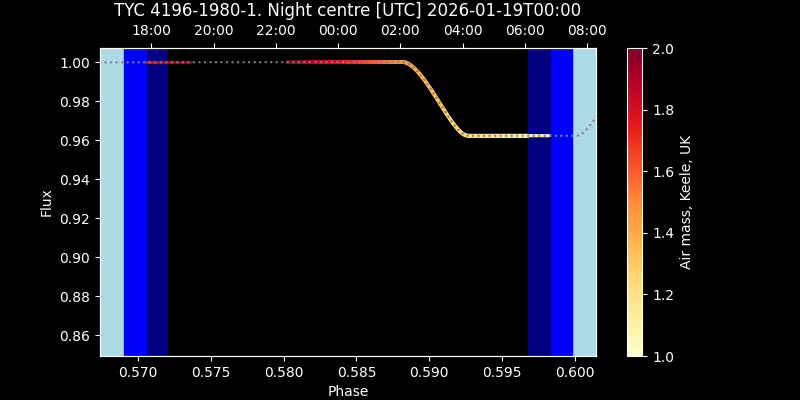 TYC 4196-1980-1. Night centre [UTC] 2026-01-19T00:00
18:00 20:00 22:00 00:00 02:00 04:00 06:00 08:00
1.00
0.98
0.96
0.94
0.92
0.90
0.88
0.86
Flux
0.570 0.575 0.580 0.585 0.590 0.595 0.600
Phase
2.0
1.8
1.6
1.4
1.2
1.0
Air mass, Keele, UK